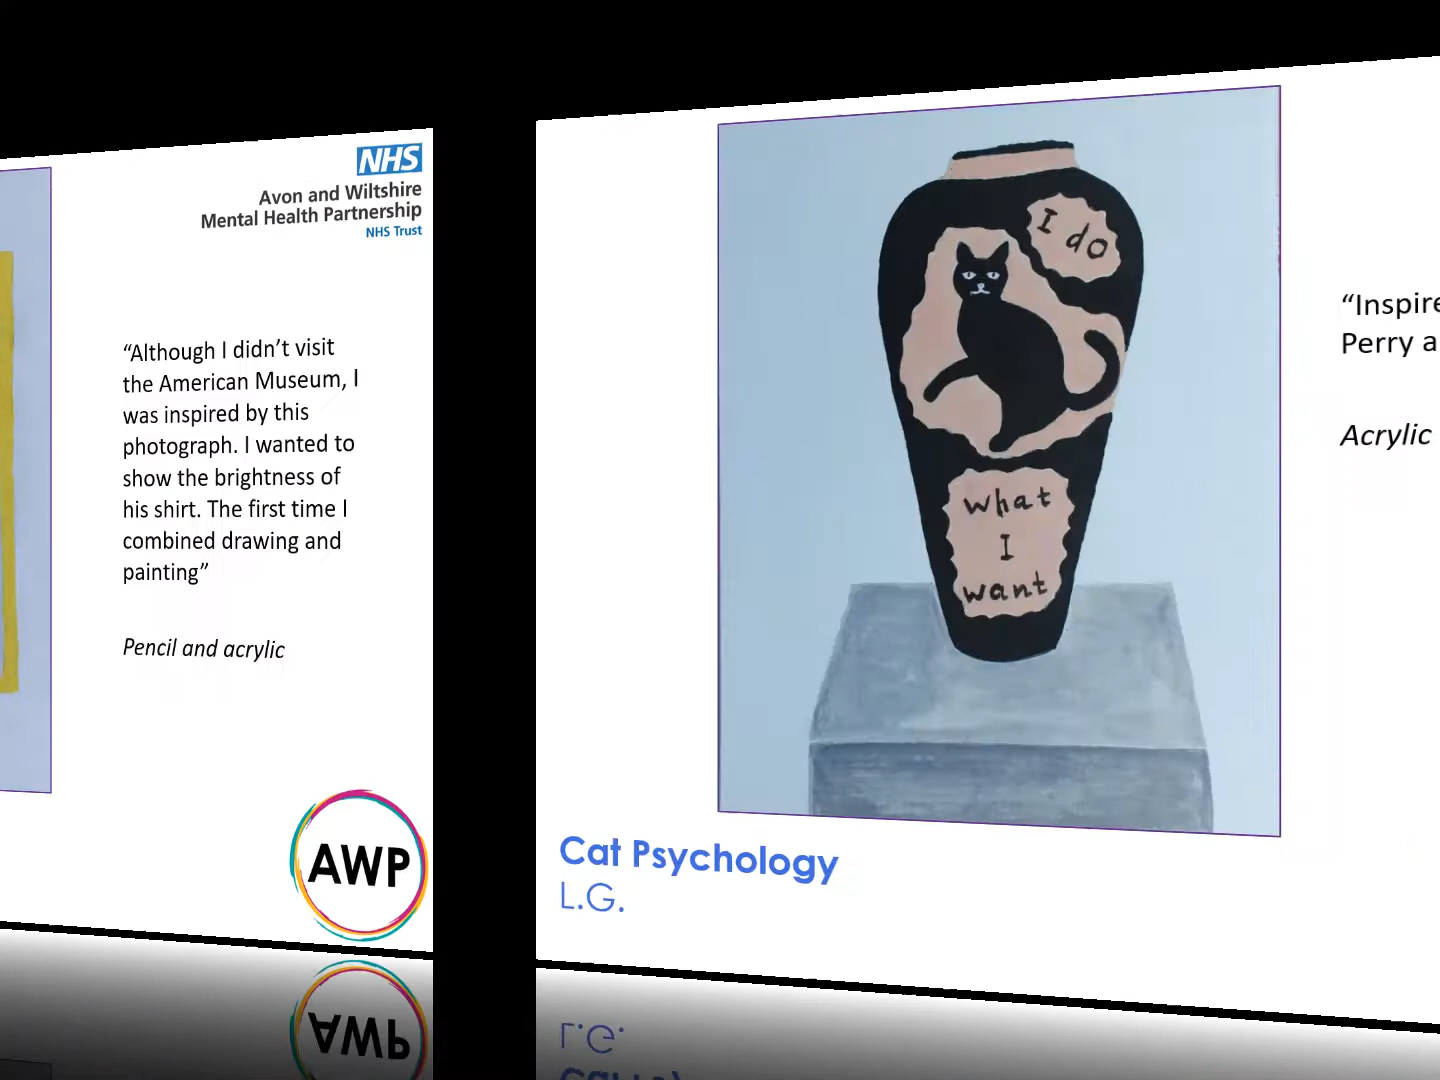 NHS
Avon and Wiltshire
Mental Health Partnership
NHS Trust
“Although I didn’t visit
the American Museum, I
was inspired by this
photograph. I wanted to
show the brightness of
his shirt. The first time I
combined drawing and
painting”
Pencil and acrylic
AWP
I do
what
I
want
Cat Psychology
L.G.
“Inspire
Perry a
Acrylic